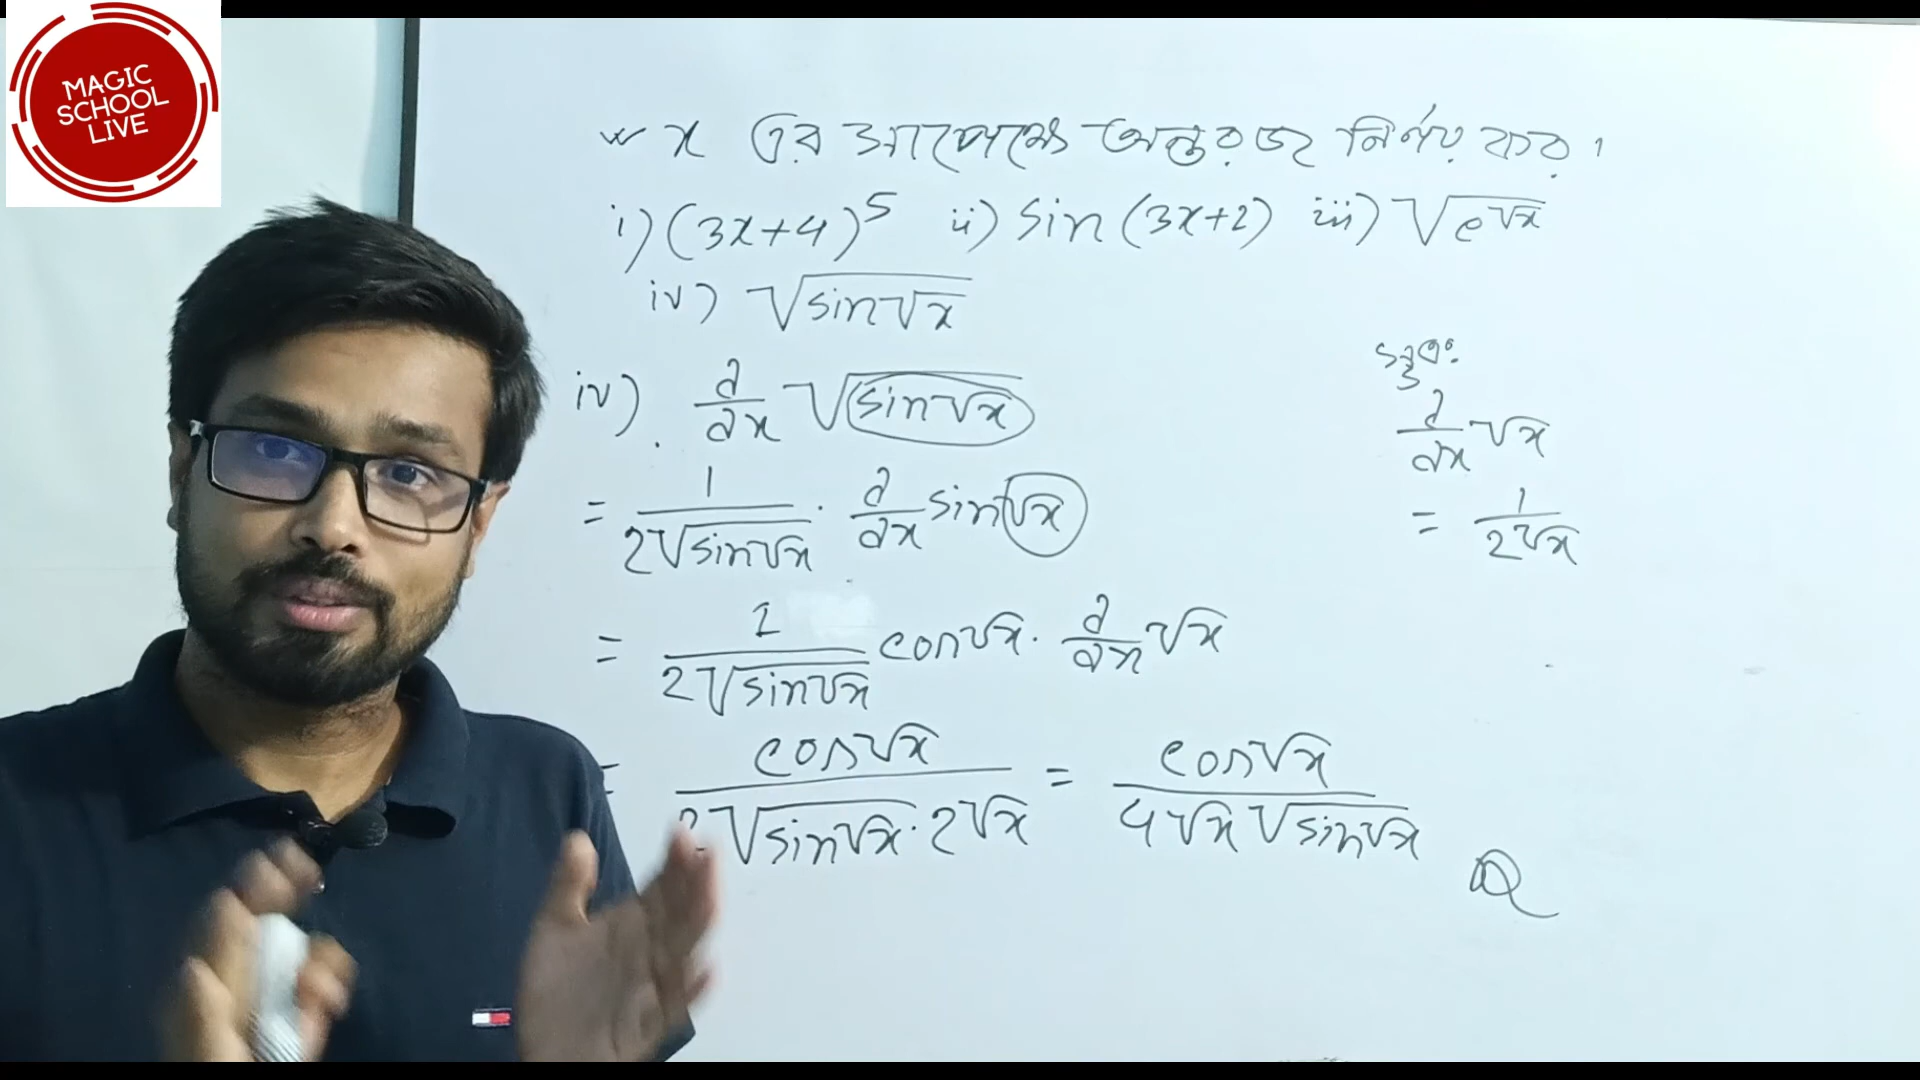 MAGIC
SCHOOL
LIVE
* x এর সাপেক্ষে অন্তরজ নির্ণয় কর।
i) (3x+4)^5 ii) sin(3x+2) iii) √(e^√x)
iv) √(sin√x)
iv). d/dx √(sin√x)
= 1/(2√(sin√x)) · d/dx sin√x
= 1/(2√(sin√x)) cos√x · d/dx √x
= cos√x/(2√(sin√x) · 2√x) = cos√x/(4√x √(sin√x))
সূত্রঃ
d/dx √x
= 1/(2√x)